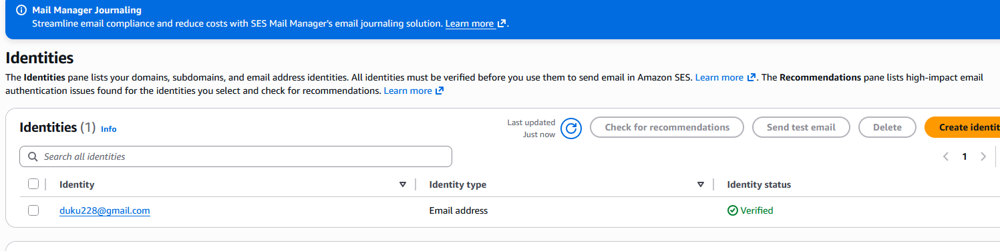 Mail Manager Journaling
Streamline email compliance and reduce costs with SES Mail Manager's email journaling solution. Learn more.
Identities
The Identities pane lists your domains, subdomains, and email address identities. All identities must be verified before you use them to send email in Amazon SES. Learn more. The Recommendations pane lists high-impact email
authentication issues found for the identities you select and check for recommendations. Learn more
Identities (1) Info
Last updated
Just now
Check for recommendations
Send test email
Delete
Create identit
Search all identities
1
Identity Identity type Identity status
duku228@gmail.com Email address Verified